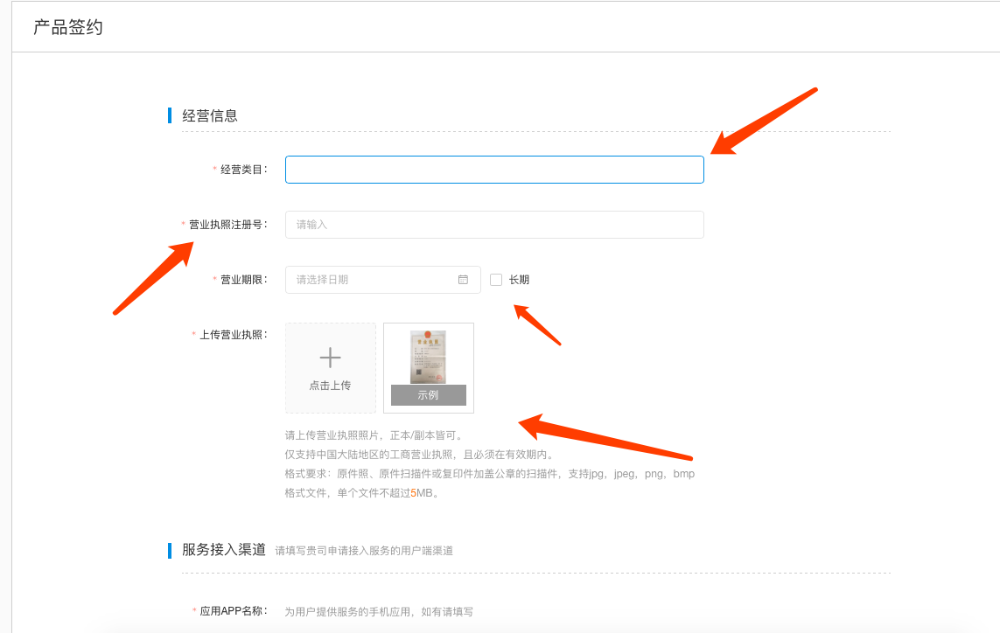 产品签约
经营信息
* 经营类目：
* 营业执照注册号： 请输入
* 营业期限： 请选择日期 长期
* 上传营业执照：
点击上传
示例
请上传营业执照照片，正本/副本皆可。
仅支持中国大陆地区的工商营业执照，且必须在有效期内。
格式要求：原件照、原件扫描件或复印件加盖公章的扫描件，支持jpg，jpeg，png，bmp
格式文件，单个文件不超过5MB。
服务接入渠道 请填写贵司申请接入服务的用户端渠道
* 应用APP名称： 为用户提供服务的手机应用，如有请填写